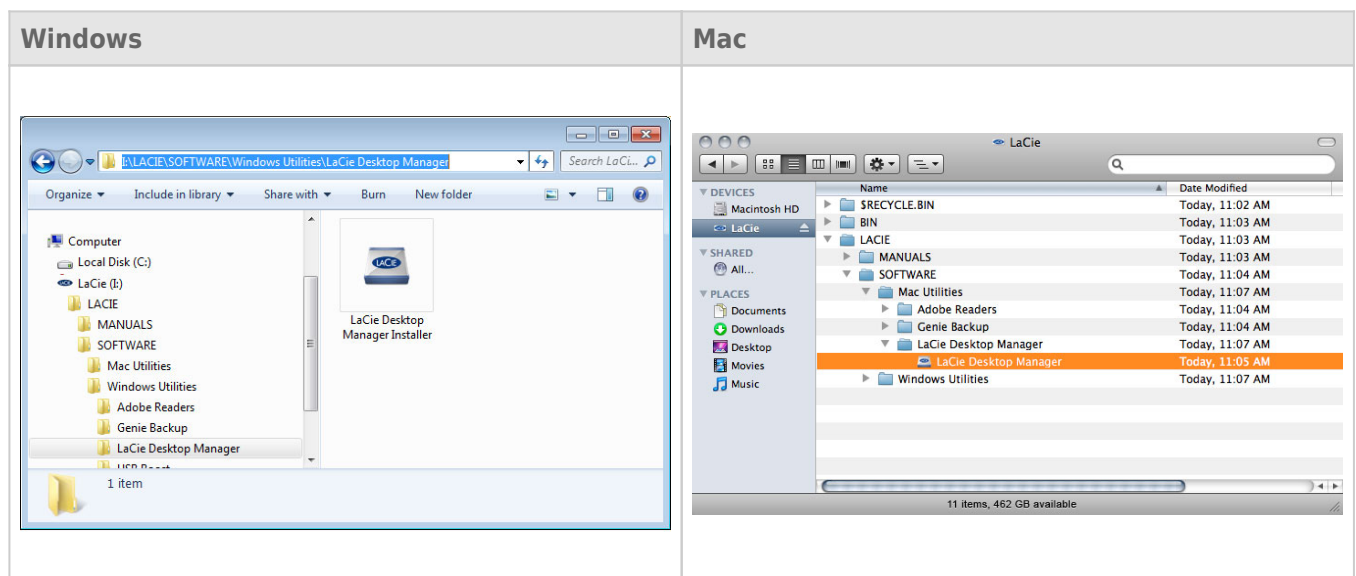 Windows
Mac
I:\LACIE\SOFTWARE\Windows Utilities\LaCie Desktop Manager
Search LaCi...
Organize
Include in library
Share with
Burn
New folder
Computer
Local Disk (C:)
LaCie (I:)
LACIE
MANUALS
SOFTWARE
Mac Utilities
Windows Utilities
Adobe Readers
Genie Backup
LaCie Desktop Manager
LACIE
LaCie Desktop
Manager Installer
1 item
LaCie
DEVICES
Macintosh HD
LaCie
SHARED
All...
PLACES
Documents
Downloads
Desktop
Movies
Music
Name Date Modified
$RECYCLE.BIN Today, 11:02 AM
BIN Today, 11:03 AM
LACIE Today, 11:03 AM
MANUALS Today, 11:03 AM
SOFTWARE Today, 11:04 AM
Mac Utilities Today, 11:07 AM
Adobe Readers Today, 11:04 AM
Genie Backup Today, 11:04 AM
LaCie Desktop Manager Today, 11:07 AM
LaCie Desktop Manager Today, 11:05 AM
Windows Utilities Today, 11:07 AM
11 items, 462 GB available